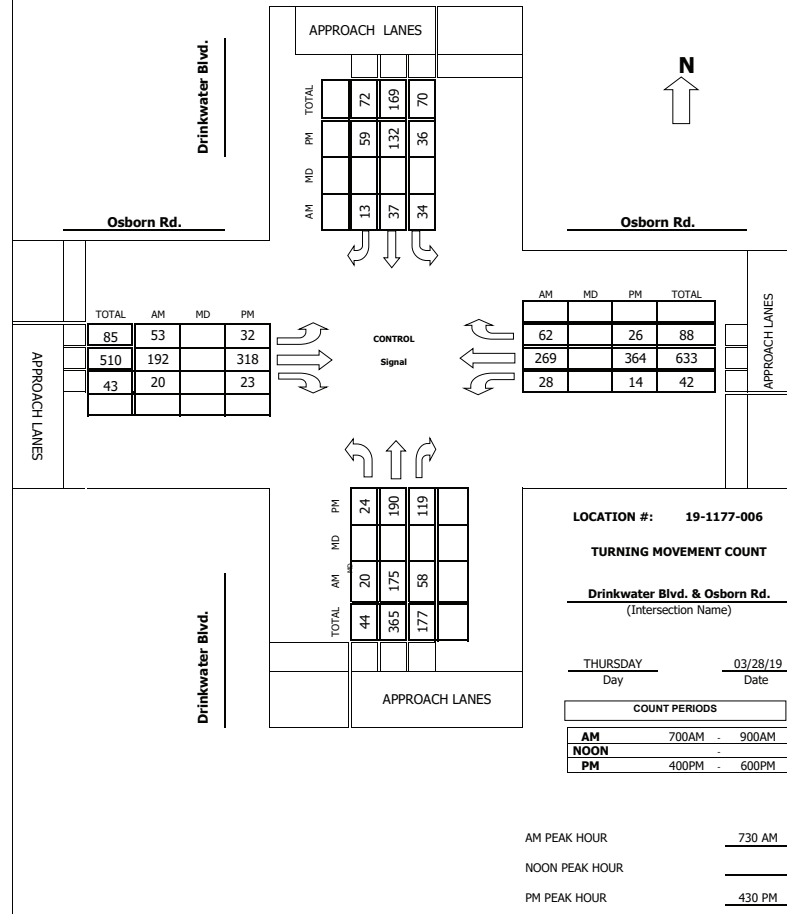 APPROACH LANES
Drinkwater Blvd.
N
TOTAL 72 169 70
PM 59 132 36
MD
AM 13 37 34
Osborn Rd.
Osborn Rd.
TOTAL AM MD PM
85 53 32
510 192 318
43 20 23
APPROACH LANES
CONTROL
Signal
AM MD PM TOTAL
62 26 88
269 364 633
28 14 42
APPROACH LANES
PM 24 190 119
MD
MD
AM 20 175 58
TOTAL 44 365 177
APPROACH LANES
Drinkwater Blvd.
LOCATION #: 19-1177-006
TURNING MOVEMENT COUNT
Drinkwater Blvd. & Osborn Rd.
(Intersection Name)
THURSDAY 03/28/19
Day Date
COUNT PERIODS
AM 700AM - 900AM
NOON -
PM 400PM - 600PM
AM PEAK HOUR 730 AM
NOON PEAK HOUR
PM PEAK HOUR 430 PM